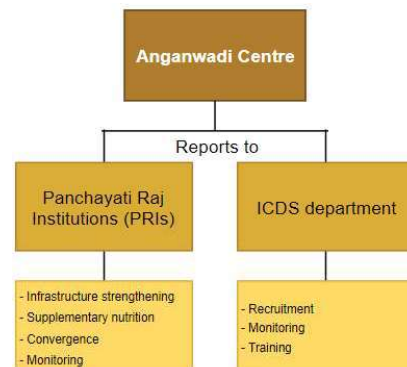 Anganwadi Centre
Reports to
Panchayati Raj
Institutions (PRIs)
ICDS department
- Infrastructure strengthening
- Supplementary nutrition
- Convergence
- Monitoring
- Recruitment
- Monitoring
- Training